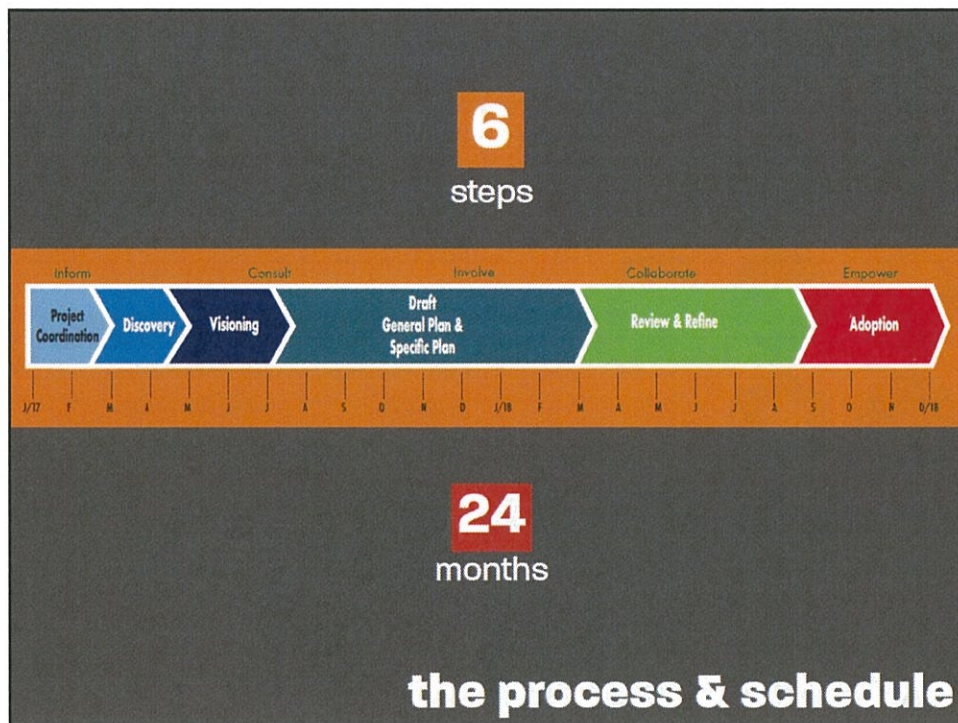 6
steps
Inform Consult Involve Collaborate Empower
Project
Coordination
Discovery
Visioning
Draft
General Plan &
Specific Plan
Review & Refine
Adoption
J/17 F M A M J J A S O N D J/18 F M A M J J A S O N D/18
24
months
the process & schedule